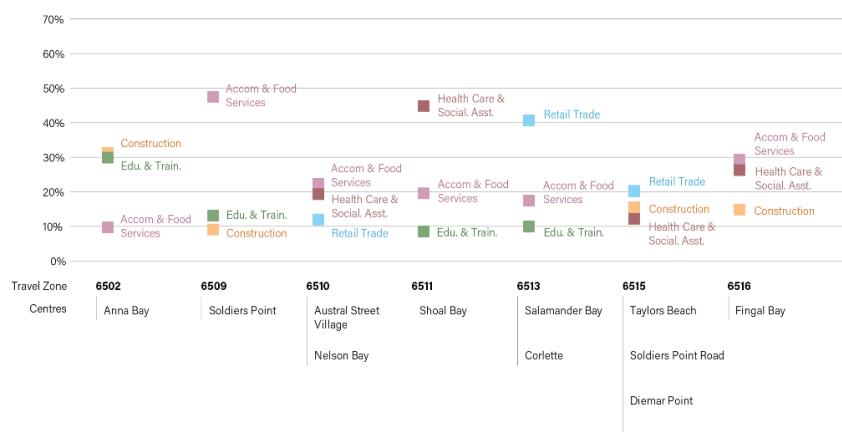 70%
60%
50%
40%
30%
20%
10%
0%
Construction
Edu. & Train.
Accom & Food
Services
Accom & Food
Services
Edu. & Train.
Construction
Accom & Food
Services
Health Care &
Social. Asst.
Retail Trade
Health Care &
Social. Asst.
Accom & Food
Services
Edu. & Train.
Retail Trade
Accom & Food
Services
Edu. & Train.
Retail Trade
Construction
Health Care &
Social. Asst.
Accom & Food
Services
Health Care &
Social. Asst.
Construction
Travel Zone 6502 6509 6510 6511 6513 6515 6516
Centres Anna Bay Soldiers Point Austral Street Shoal Bay Salamander Bay Taylors Beach Fingal Bay
Village
Nelson Bay Corlette Soldiers Point Road
Diemar Point